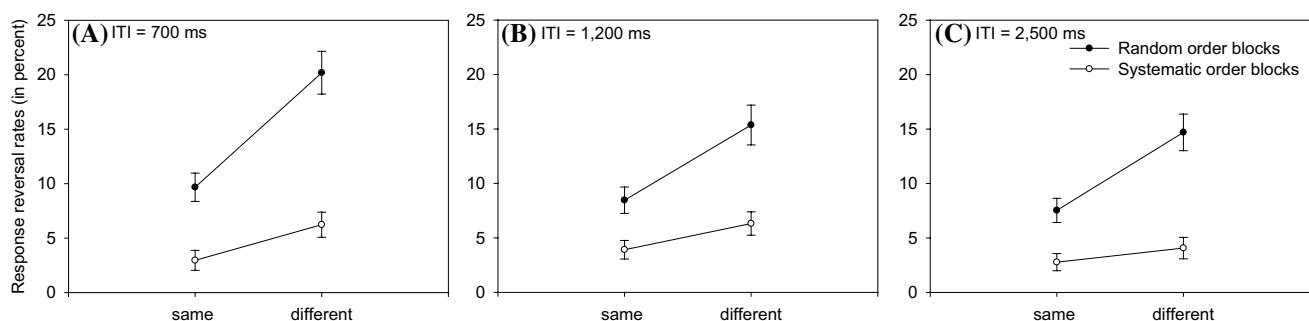 Response reversal rates (in percent)
(A) ITI = 700 ms
25
20
15
10
5
0
same different
(B) ITI = 1,200 ms
25
20
15
10
5
0
same different
(C) ITI = 2,500 ms
Random order blocks
Systematic order blocks
25
20
15
10
5
0
same different